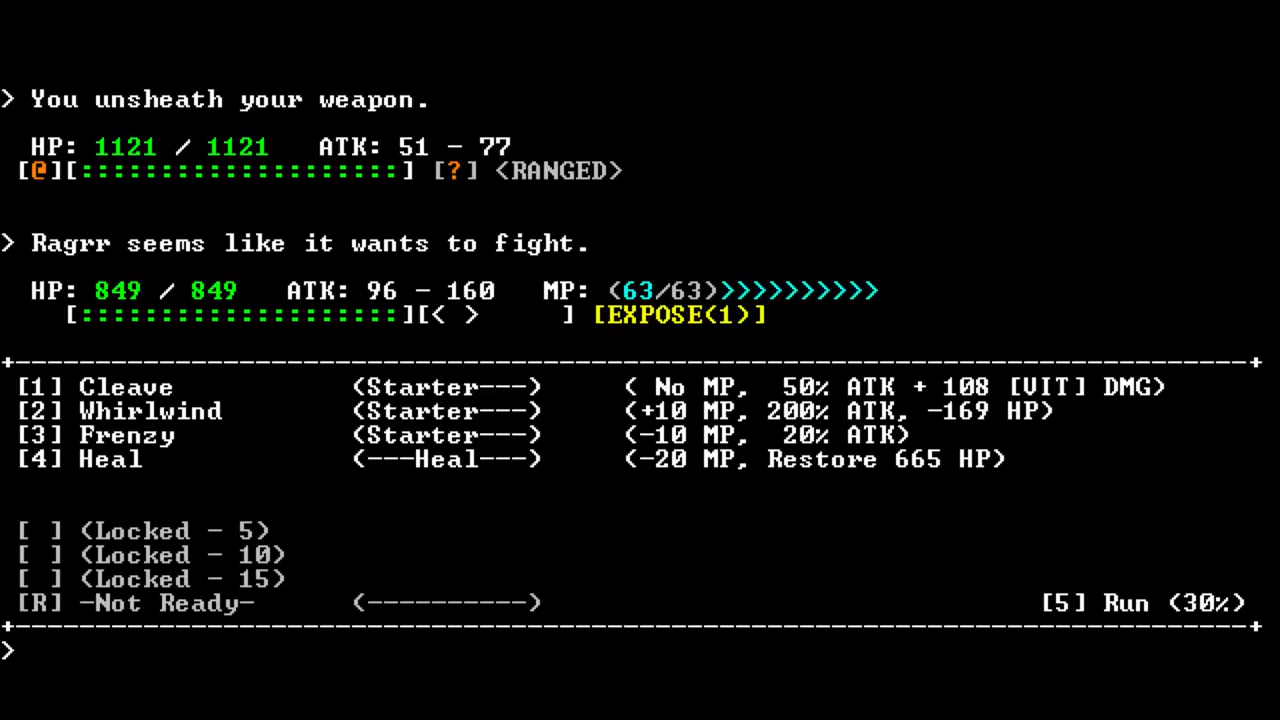 > You unsheath your weapon.
HP: 1121 / 1121   ATK: 51 - 77
[@][::::::::::::::::::::] [?] <RANGED>
> Ragrr seems like it wants to fight.
HP: 849 / 849   ATK: 96 - 160   MP: (63/63)>>>>>>>>>>
[::::::::::::::::::::][< >     ] [EXPOSE(1)]
+------------------------------------------------------------------------------+
[1] Cleave           (Starter---)     ( No MP,  50% ATK + 108 [VIT] DMG)
[2] Whirlwind        (Starter---)     (+10 MP, 200% ATK, -169 HP)
[3] Frenzy           (Starter---)     (-10 MP,  20% ATK)
[4] Heal             (---Heal---)     (-20 MP, Restore 665 HP)
[ ] (Locked - 5)
[ ] (Locked - 10)
[ ] (Locked - 15)
[R] -Not Ready-      (----------)                               [5] Run (30%)
+------------------------------------------------------------------------------+
>